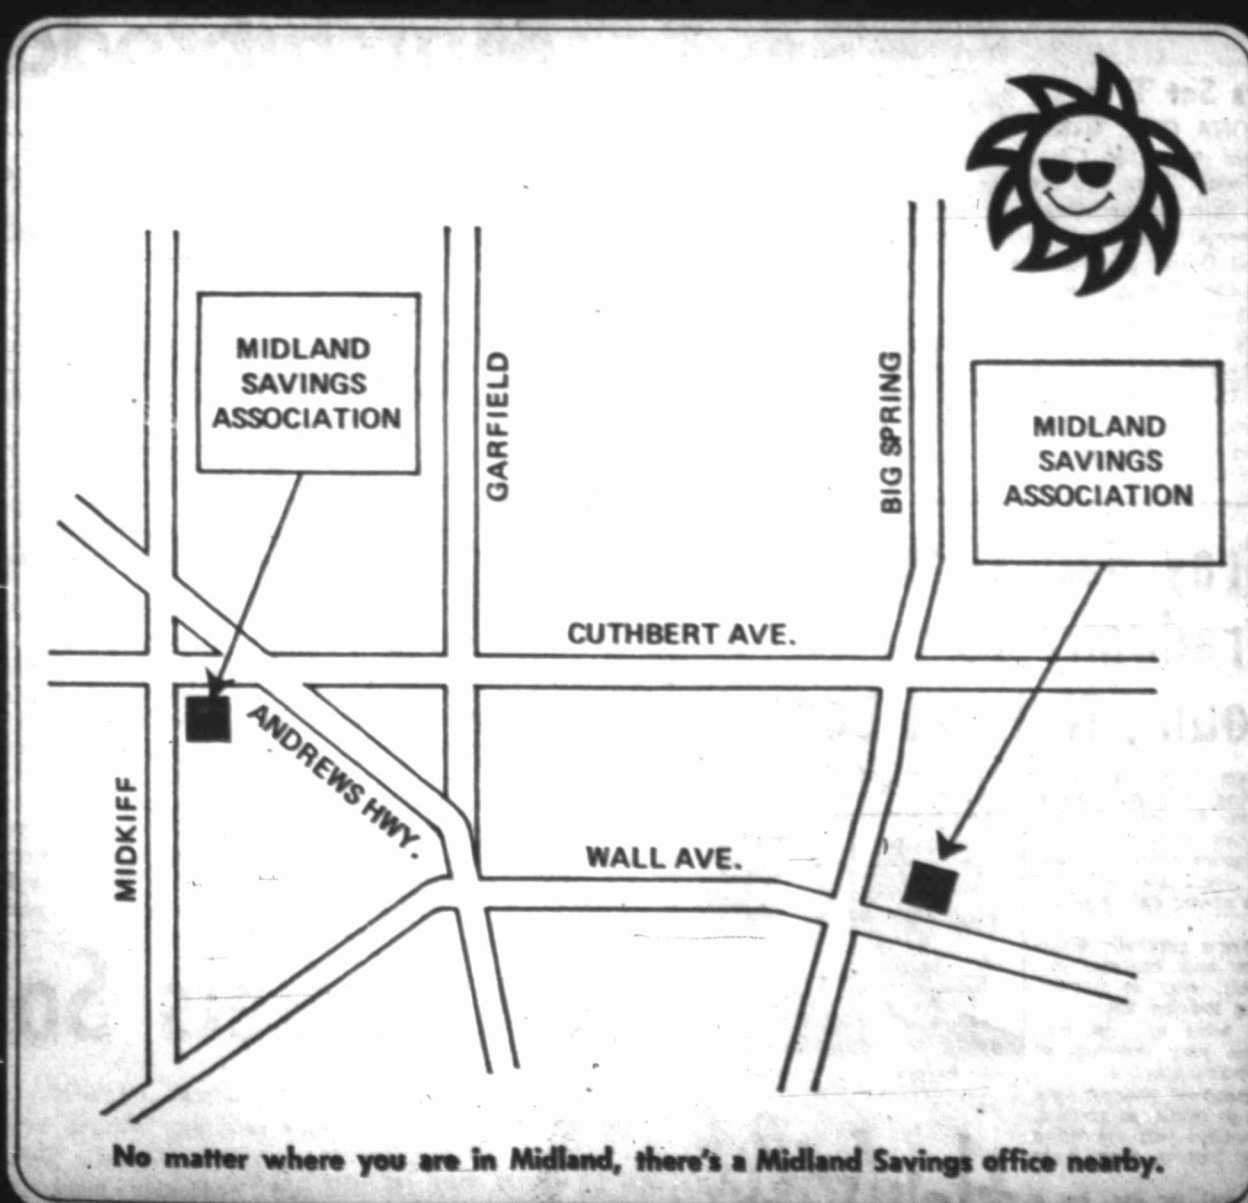 MIDLAND
SAVINGS
ASSOCIATION
GARFIELD
BIG SPRING
MIDLAND
SAVINGS
ASSOCIATION
CUTHBERT AVE.
ANDREWS HWY.
MIDKIFF
WALL AVE.
No matter where you are in Midland, there's a Midland Savings office nearby.